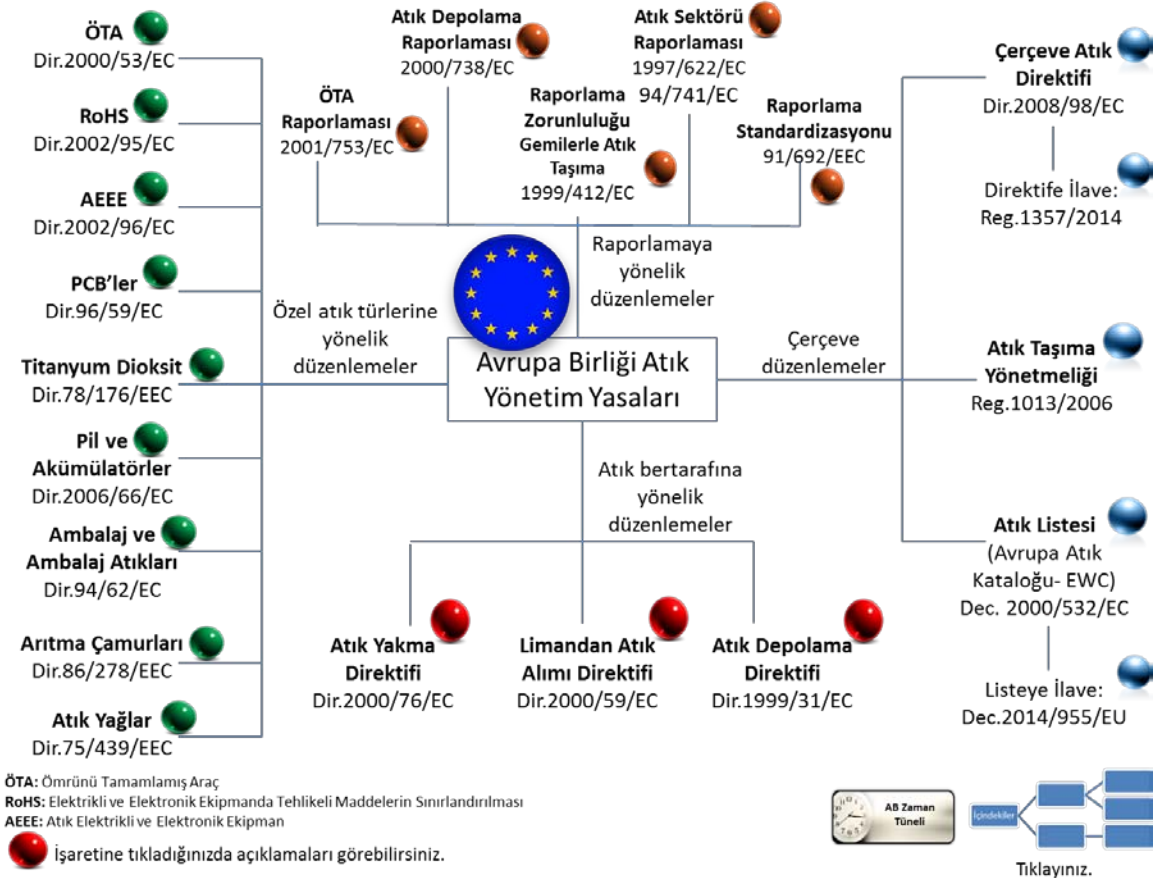 ÖTA
Dir.2000/53/EC
RoHS
Dir.2002/95/EC
AEEE
Dir.2002/96/EC
PCB’ler
Dir.96/59/EC
Titanyum Dioksit
Dir.78/176/EEC
Pil ve
Akümülatörler
Dir.2006/66/EC
Ambalaj ve
Ambalaj Atıkları
Dir.94/62/EC
Arıtma Çamurları
Dir.86/278/EEC
Atık Yağlar
Dir.75/439/EEC
Özel atık türlerine
yönelik
düzenlemeler
ÖTA
Raporlaması
2001/753/EC
Atık Depolama
Raporlaması
2000/738/EC
Raporlama
Zorunluluğu
Gemilerle Atık
Taşıma
1999/412/EC
Atık Sektörü
Raporlaması
1997/622/EC
94/741/EC
Raporlama
Standardizasyonu
91/692/EEC
Raporlamaya
yönelik
düzenlemeler
Avrupa Birliği Atık
Yönetim Yasaları
Çerçeve
düzenlemeler
Çerçeve Atık
Direktifi
Dir.2008/98/EC
Direktife İlave:
Reg.1357/2014
Atık Taşıma
Yönetmeliği
Reg.1013/2006
Atık Listesi
(Avrupa Atık
Kataloğu- EWC)
Dec. 2000/532/EC
Listeye İlave:
Dec.2014/955/EU
Atık bertarafına
yönelik
düzenlemeler
Atık Yakma
Direktifi
Dir.2000/76/EC
Limandan Atık
Alımı Direktifi
Dir.2000/59/EC
Atık Depolama
Direktifi
Dir.1999/31/EC
ÖTA: Ömrünü Tamamlamış Araç
RoHS: Elektrikli ve Elektronik Ekipmanda Tehlikeli Maddelerin Sınırlandırılması
AEEE: Atık Elektrikli ve Elektronik Ekipman
İşaretine tıkladığınızda açıklamaları görebilirsiniz.
AB Zaman
Tüneli
İçindekiler
Tıklayınız.